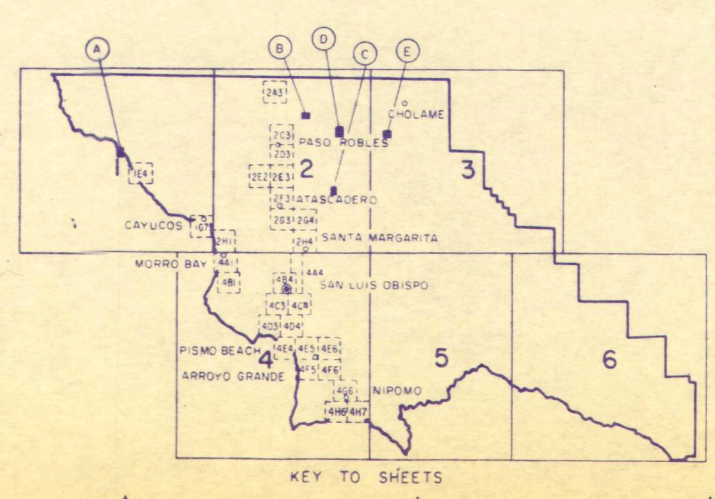 A
B
D
C
E
2A3
CHOLAME
2C3
PASO ROBLES
2D3
2
3
1
1E4
2E2 2E3
2F3
ATASCADERO
CAYUCOS
1G7
2G3 2G4
2H1
2H4
SANTA MARGARITA
MORRO BAY
4A1
4A4
4B1
4B4
SAN LUIS OBISPO
4C3 4C4
4D3 4D4
PISMO BEACH
4
4E4 4E5 4E6
5
6
ARROYO GRANDE
4F5 4F6
4G6
NIPOMO
4H6 4H7
KEY TO SHEETS